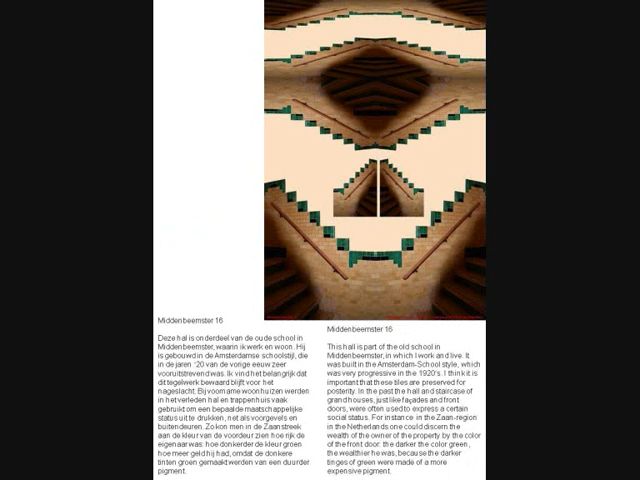 Middenbeemster 16
Deze hal is onderdeel van de oude school in
Middenbeemster, waarin ik werk en woon. Hij
is gebouwd in de Amsterdamse schoolstijl, die
in de jaren '20 van de vorige eeuw zeer
vooruitstrevend was. Ik vind het belangrijk dat
dit tegelwerk bewaard blijft voor het
nageslacht. Bij voorname woonhuizen werden
in het verleden hal en trappenhuis vaak
gebruikt om een bepaalde maatschappelijke
status uit te drukken, net als voorgevels en
buitendeuren. Zo kon men in de Zaanstreek
aan de kleur van de voordeur zien hoe rijk de
eigenaar was: hoe donkerder de kleur groen
hoe meer geld hij had, omdat de donkere
tinten groen gemaakt werden van een duurder
pigment.
Middenbeemster 16
This hall is part of the old school in
Middenbeemster, in which I work and live. It
was built in the Amsterdam-School style, which
was very progressive in the 1920's. I think it is
important that these tiles are preserved for
posterity. In the past the hall and staircase of
grand houses, just like façades and front
doors, were often used to express a certain
social status. For instance in the Zaan-region
in the Netherlands one could discern the
wealth of the owner of the property by the color
of the front door: the darker the color green,
the wealthier he was, because the darker
tinges of green were made of a more
expensive pigment.